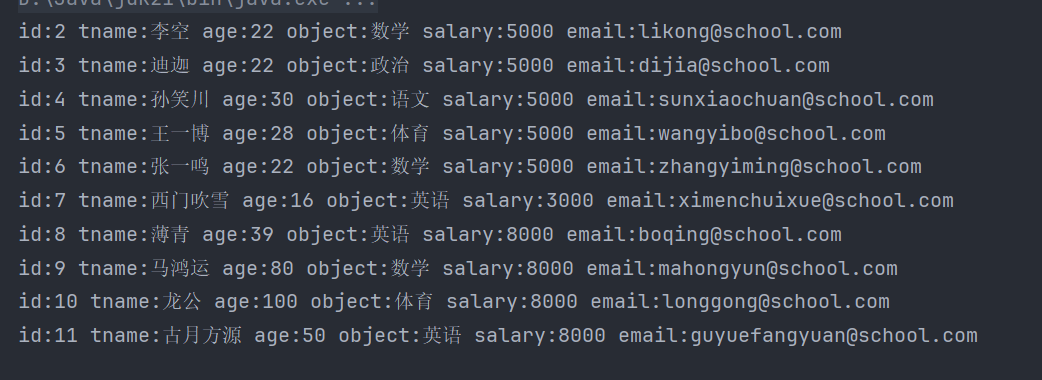 D:\Java\jdk21\bin\java.exe ...
id:2 tname:李空 age:22 object:数学 salary:5000 email:likong@school.com
id:3 tname:迪迦 age:22 object:政治 salary:5000 email:dijia@school.com
id:4 tname:孙笑川 age:30 object:语文 salary:5000 email:sunxiaochuan@school.com
id:5 tname:王一博 age:28 object:体育 salary:5000 email:wangyibo@school.com
id:6 tname:张一鸣 age:22 object:数学 salary:5000 email:zhangyiming@school.com
id:7 tname:西门吹雪 age:16 object:英语 salary:3000 email:ximenchuixue@school.com
id:8 tname:薄青 age:39 object:英语 salary:8000 email:boqing@school.com
id:9 tname:马鸿运 age:80 object:数学 salary:8000 email:mahongyun@school.com
id:10 tname:龙公 age:100 object:体育 salary:8000 email:longgong@school.com
id:11 tname:古月方源 age:50 object:英语 salary:8000 email:guyuefangyuan@school.com